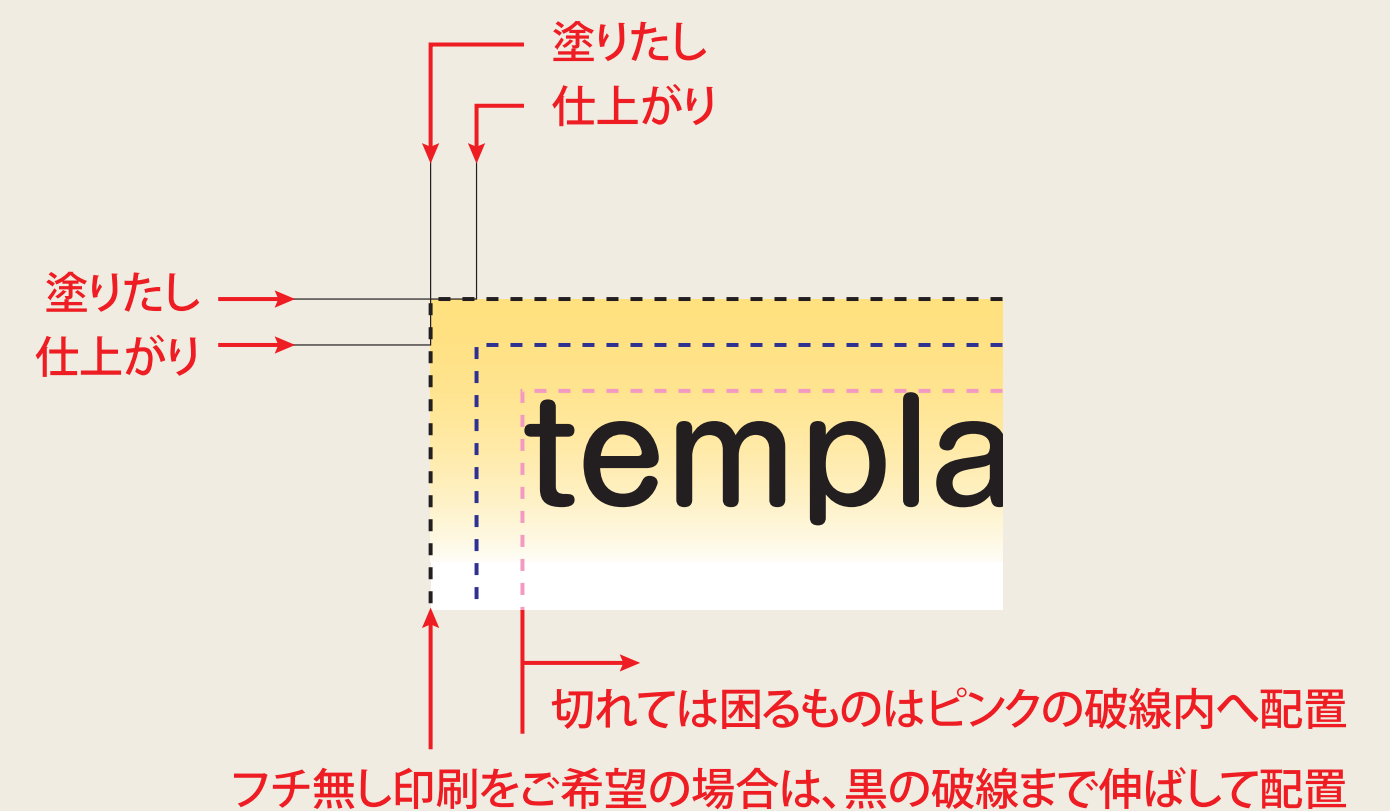 塗りたし
仕上がり
塗りたし
仕上がり
templa
切れては困るものはピンクの破線内へ配置
フチ無し印刷をご希望の場合は、黒の破線まで伸ばして配置